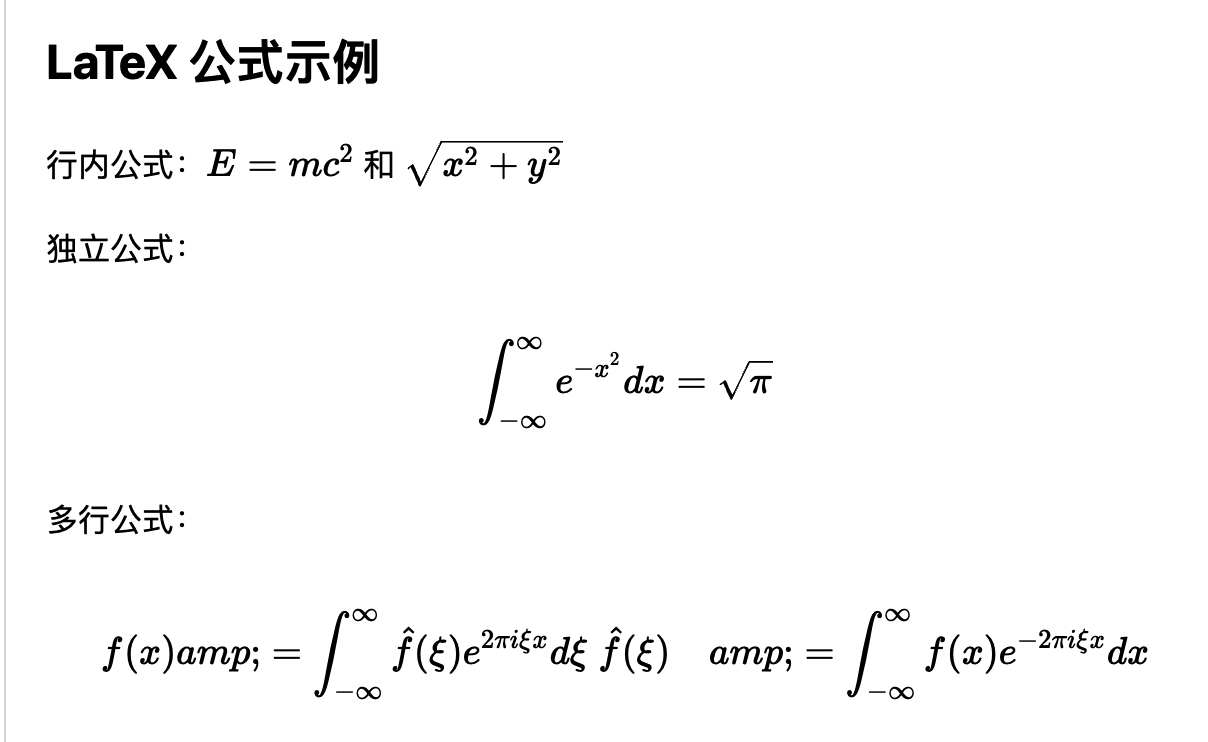 LaTeX 公式示例
行内公式：$E = mc^2$ 和 $\sqrt{x^2 + y^2}$
独立公式：
$\int_{-\infty}^{\infty} e^{-x^2} dx = \sqrt{\pi}$
多行公式：
$f(x)amp; = \int_{-\infty}^{\infty} \hat{f}(\xi)e^{2\pi i\xi x}d\xi \ \hat{f}(\xi) \quad amp; = \int_{-\infty}^{\infty} f(x)e^{-2\pi i\xi x}dx$